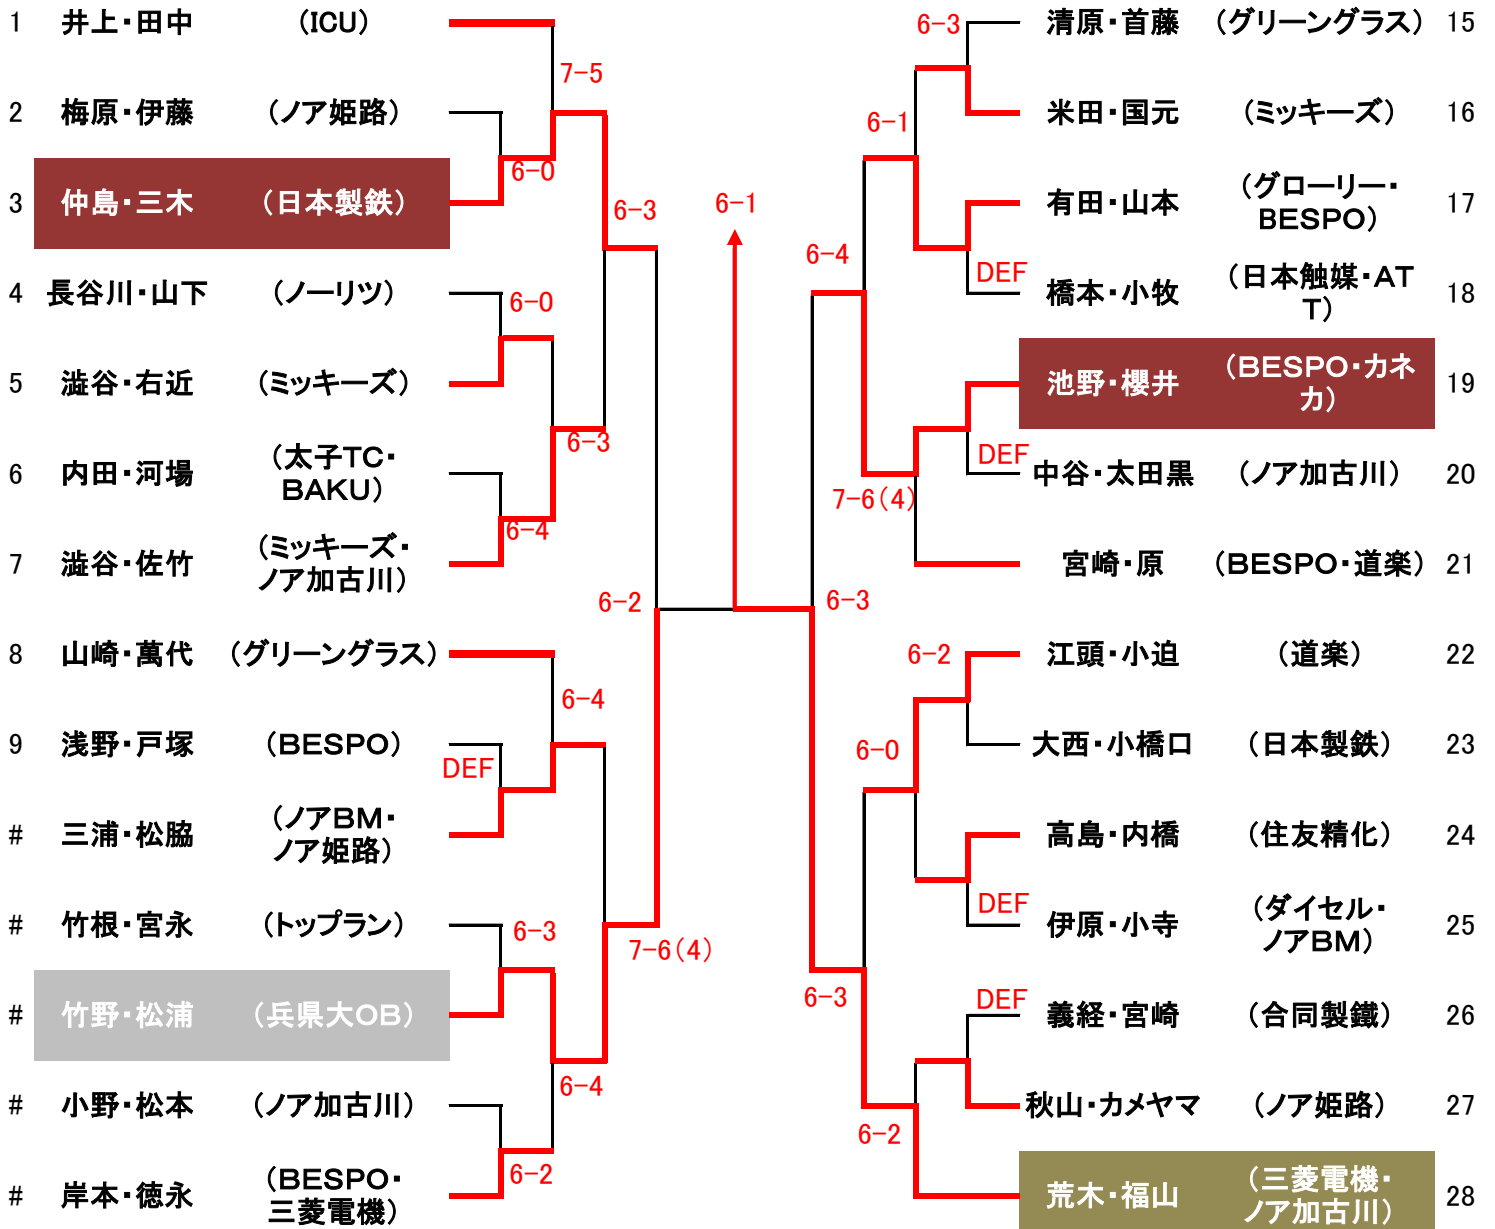 1 井上・田中 (ICU)
7-5
2 梅原・伊藤 (ノア姫路)
6-0
3 仲島・三木 (日本製鉄)
6-3
4 長谷川・山下 (ノーリツ)
6-0
5 澁谷・右近 (ミッキーズ)
6-3
6 内田・河場 (太子TC・
BAKU)
6-4
7 澁谷・佐竹 (ミッキーズ・
ノア加古川)
6-2
8 山崎・萬代 (グリーングラス)
6-4
9 浅野・戸塚 (BESPO)
DEF
# 三浦・松脇 (ノアBM・
ノア姫路)
# 竹根・宮永 (トップラン)
6-3
7-6(4)
# 竹野・松浦 (兵県大OB)
6-4
# 小野・松本 (ノア加古川)
6-2
# 岸本・徳永 (BESPO・
三菱電機)
6-1
6-3
清原・首藤 (グリーングラス) 15
6-1
米田・国元 (ミッキーズ) 16
有田・山本 (グローリー・
BESPO) 17
6-4
DEF
橋本・小牧 (日本触媒・AT
T) 18
池野・櫻井 (BESPO・カネ
カ) 19
DEF
中谷・太田黒 (ノア加古川) 20
7-6(4)
宮崎・原 (BESPO・道楽) 21
6-3
6-2
江頭・小迫 (道楽) 22
6-0
大西・小橋口 (日本製鉄) 23
高島・内橋 (住友精化) 24
DEF
伊原・小寺 (ダイセル・
ノアBM) 25
6-3
DEF
義経・宮崎 (合同製鐵) 26
秋山・カメヤマ (ノア姫路) 27
6-2
荒木・福山 (三菱電機・
ノア加古川) 28